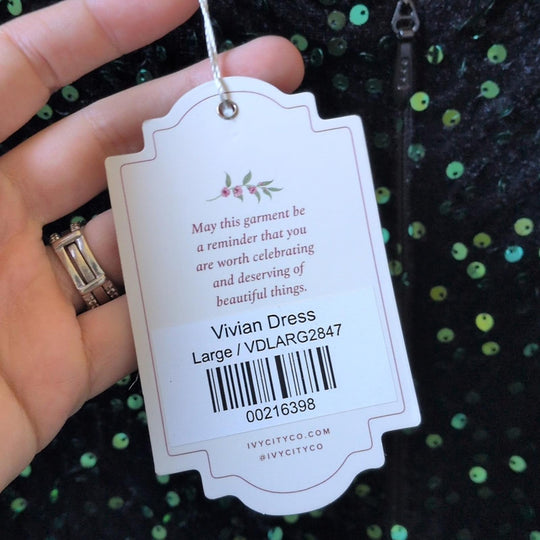 May this garment be
a reminder that you
are worth celebrating
and deserving of
beautiful things.
Vivian Dress
Large / VDLARG2847
00216398
IVYCITYCO.COM
@IVYCITYCO